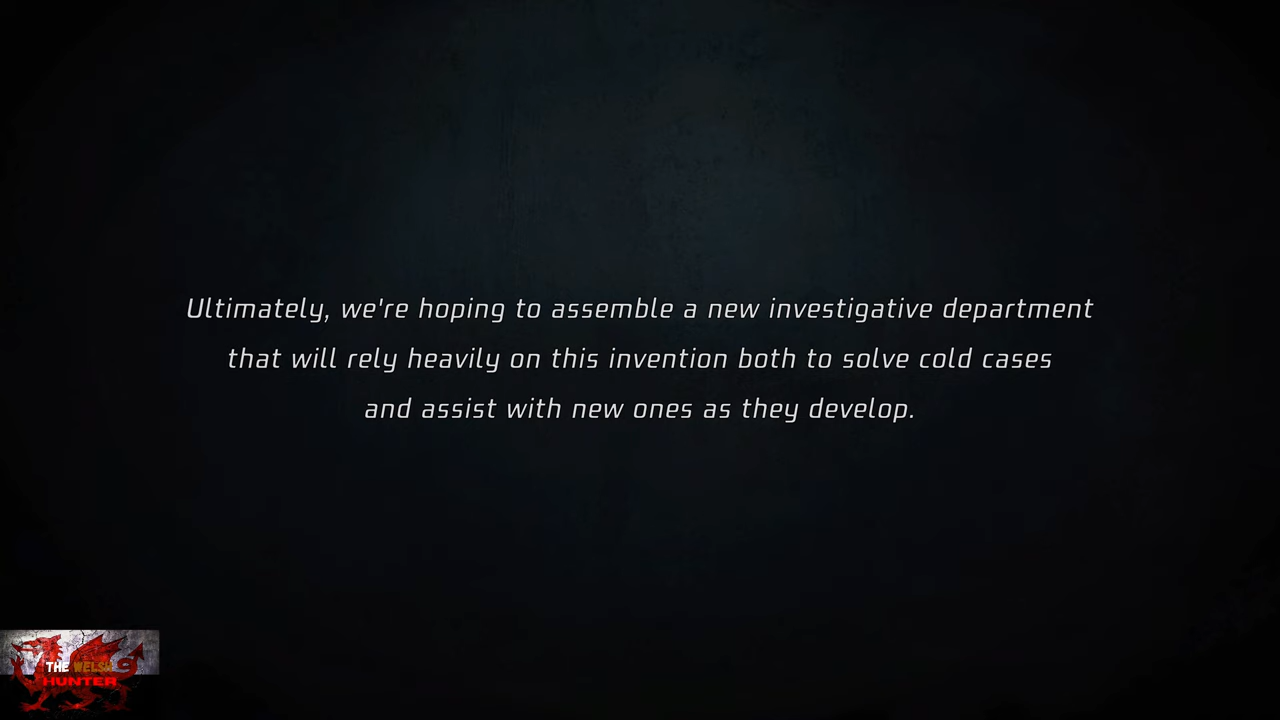 Ultimately, we're hoping to assemble a new investigative department
that will rely heavily on this invention both to solve cold cases
and assist with new ones as they develop.
THE WELSH
HUNTER